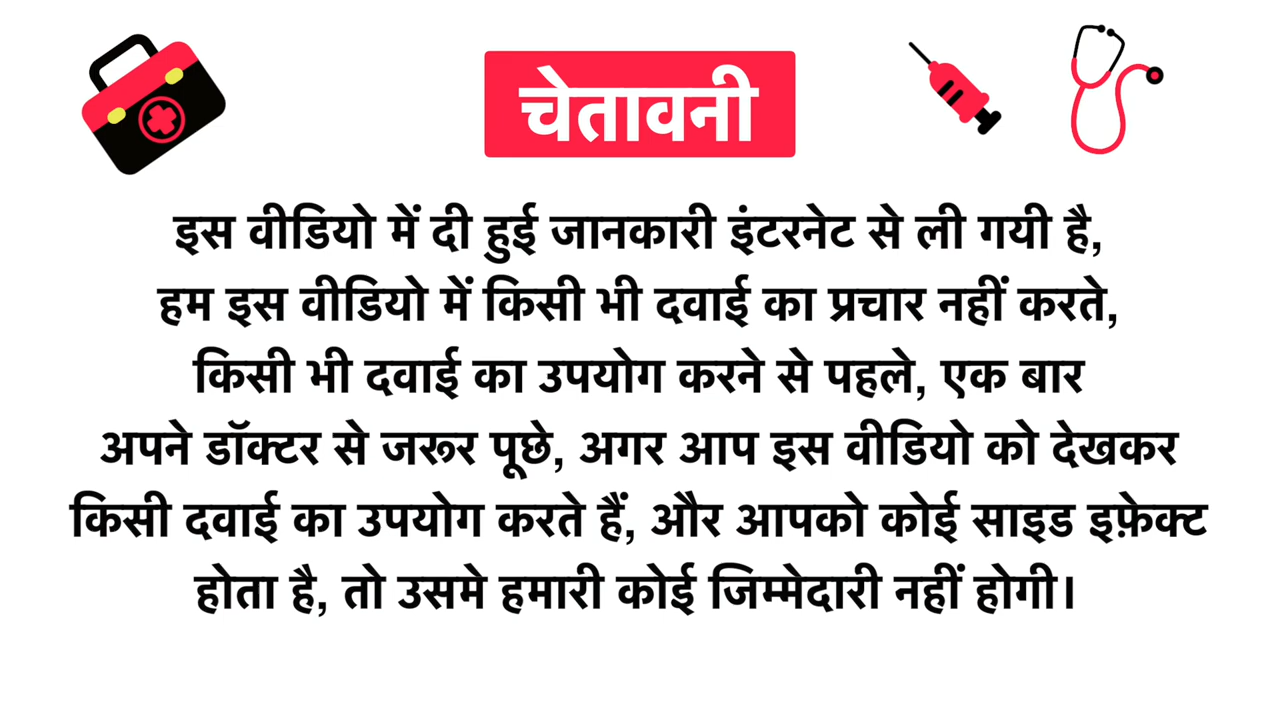 चेतावनी
इस वीडियो में दी हुई जानकारी इंटरनेट से ली गयी है,
हम इस वीडियो में किसी भी दवाई का प्रचार नहीं करते,
किसी भी दवाई का उपयोग करने से पहले, एक बार
अपने डॉक्टर से जरूर पूछे, अगर आप इस वीडियो को देखकर
किसी दवाई का उपयोग करते हैं, और आपको कोई साइड इफ़ेक्ट
होता है, तो उसमे हमारी कोई जिम्मेदारी नहीं होगी।